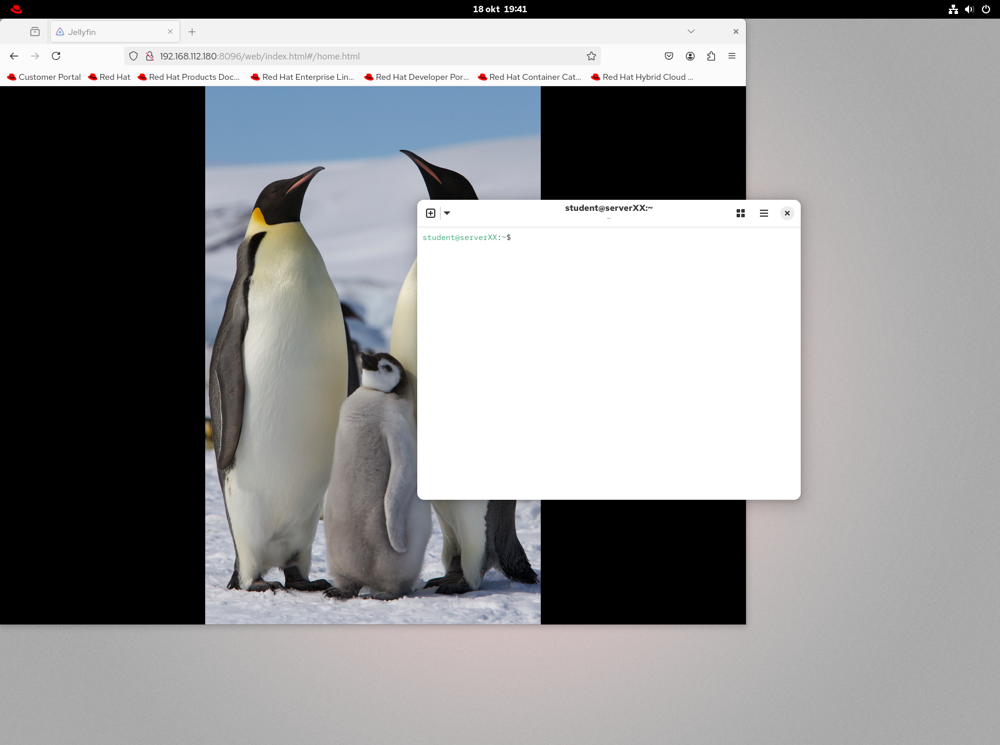 18 okt 19:41
Jellyfin
192.168.112.180:8096/web/index.html#/home.html
Customer Portal
Red Hat
Red Hat Products Doc…
Red Hat Enterprise Lin…
Red Hat Developer Por…
Red Hat Container Cat…
Red Hat Hybrid Cloud …
student@serverXX:~
~
student@serverXX:~$